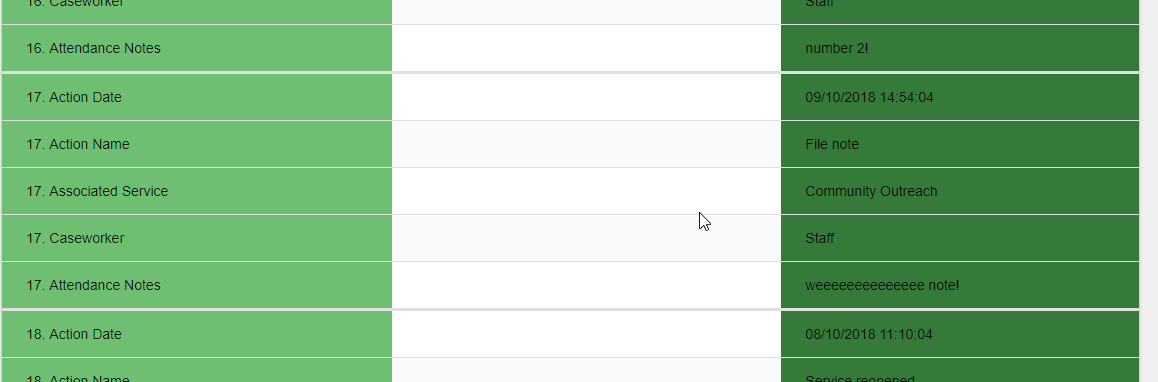 16. Caseworker Staff
16. Attendance Notes number 2!
17. Action Date 09/10/2018 14:54:04
17. Action Name File note
17. Associated Service Community Outreach
17. Caseworker Staff
17. Attendance Notes weeeeeeeeeeeeee note!
18. Action Date 08/10/2018 11:10:04
18. Action Name Service reopened